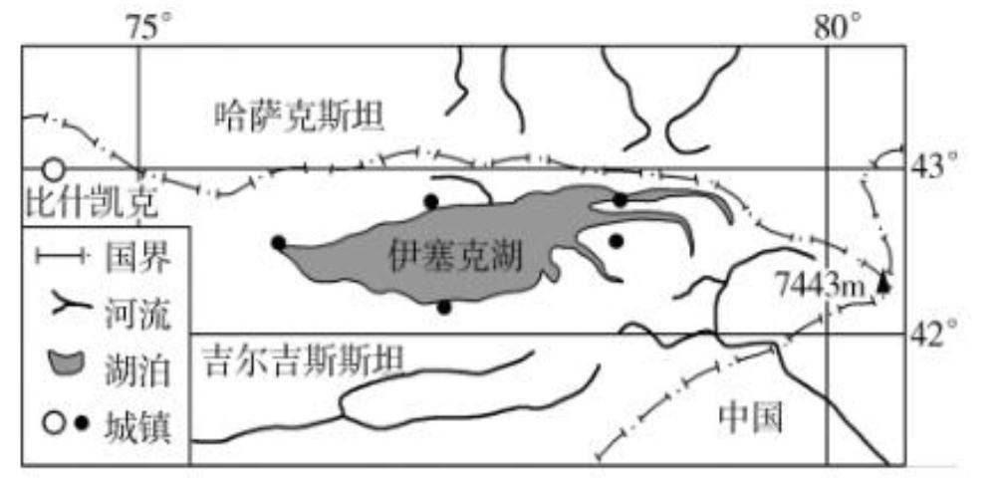 75°
80°
哈萨克斯坦
43°
比什凯克
伊塞克湖
国界
7443m
河流
42°
吉尔吉斯斯坦
湖泊
中国
城镇